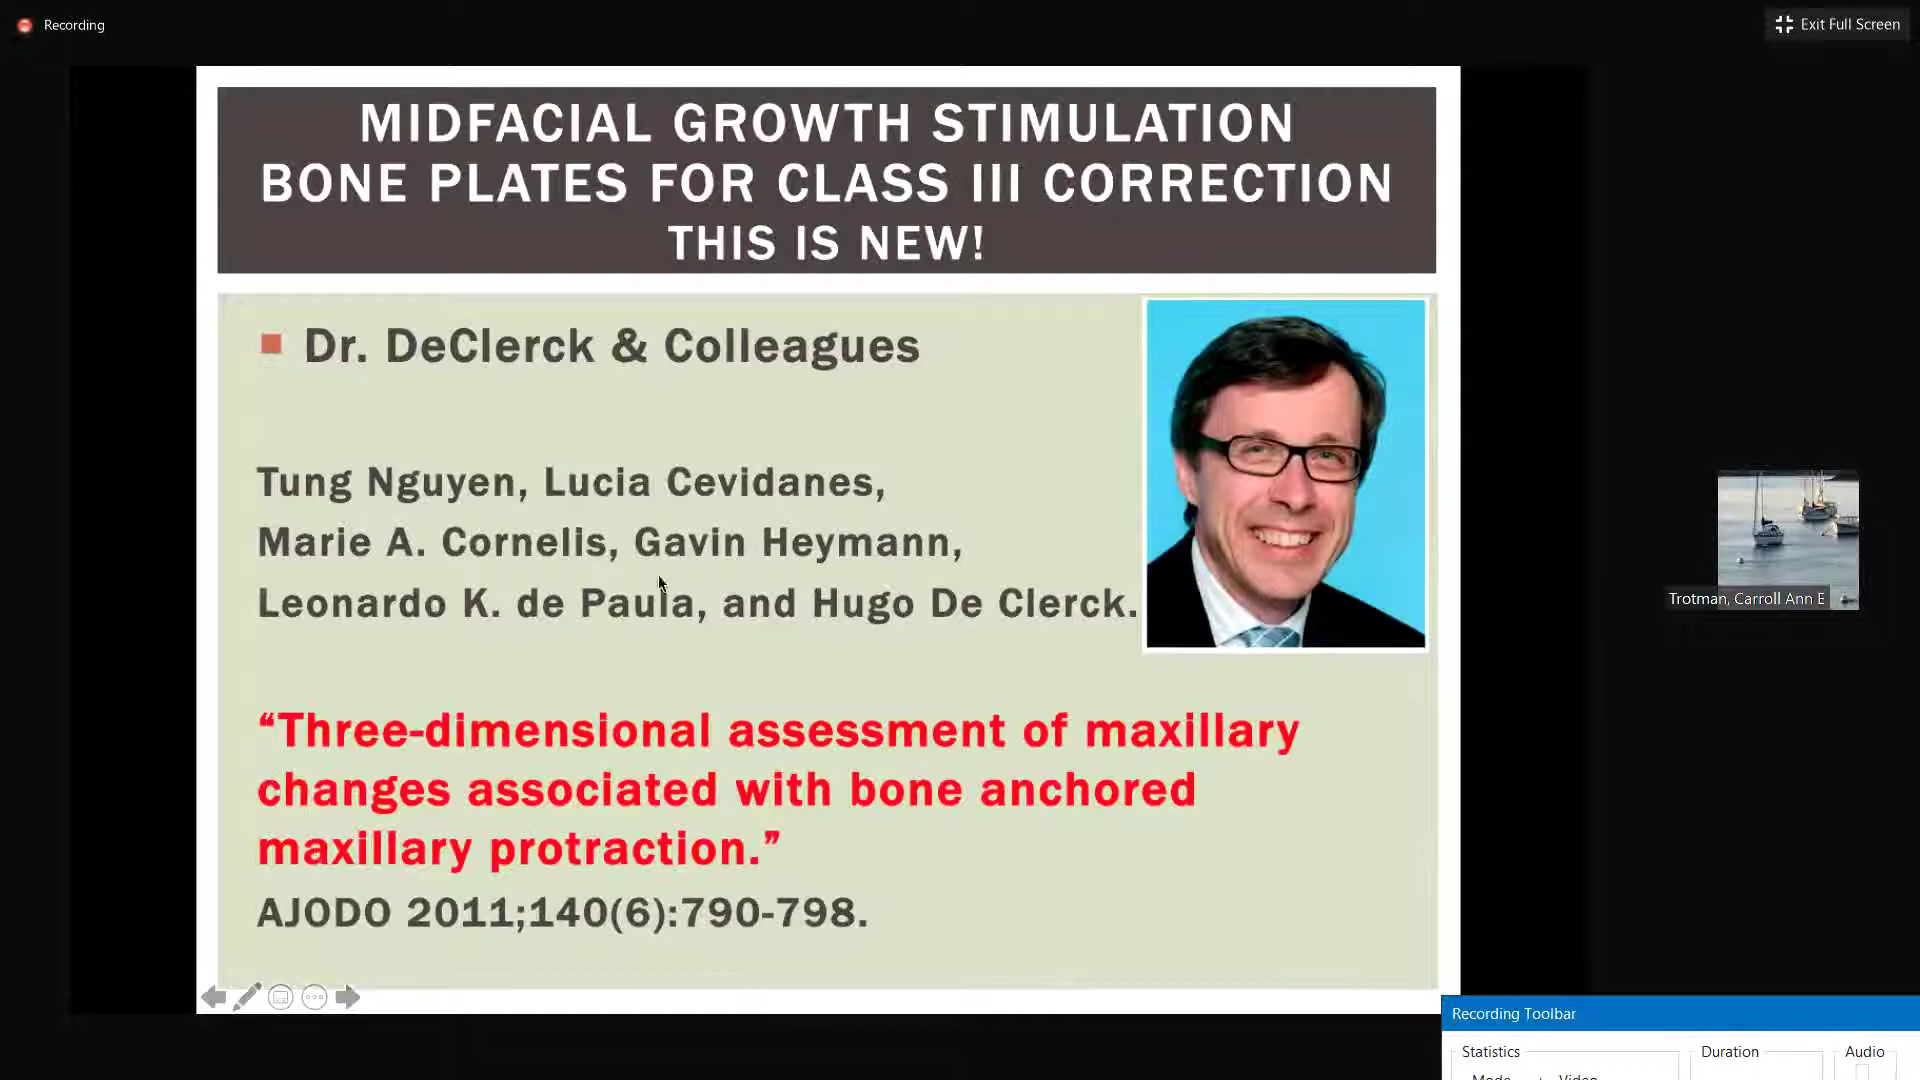 Recording
Exit Full Screen
MIDFACIAL GROWTH STIMULATION
BONE PLATES FOR CLASS III CORRECTION
THIS IS NEW!
Dr. DeClerck & Colleagues
Tung Nguyen, Lucia Cevidanes,
Marie A. Cornelis, Gavin Heymann,
Leonardo K. de Paula, and Hugo De Clerck.
“Three-dimensional assessment of maxillary
changes associated with bone anchored
maxillary protraction.”
AJODO 2011;140(6):790-798.
Trotman, Carroll Ann E
Recording Toolbar
Statistics
Duration
Audio